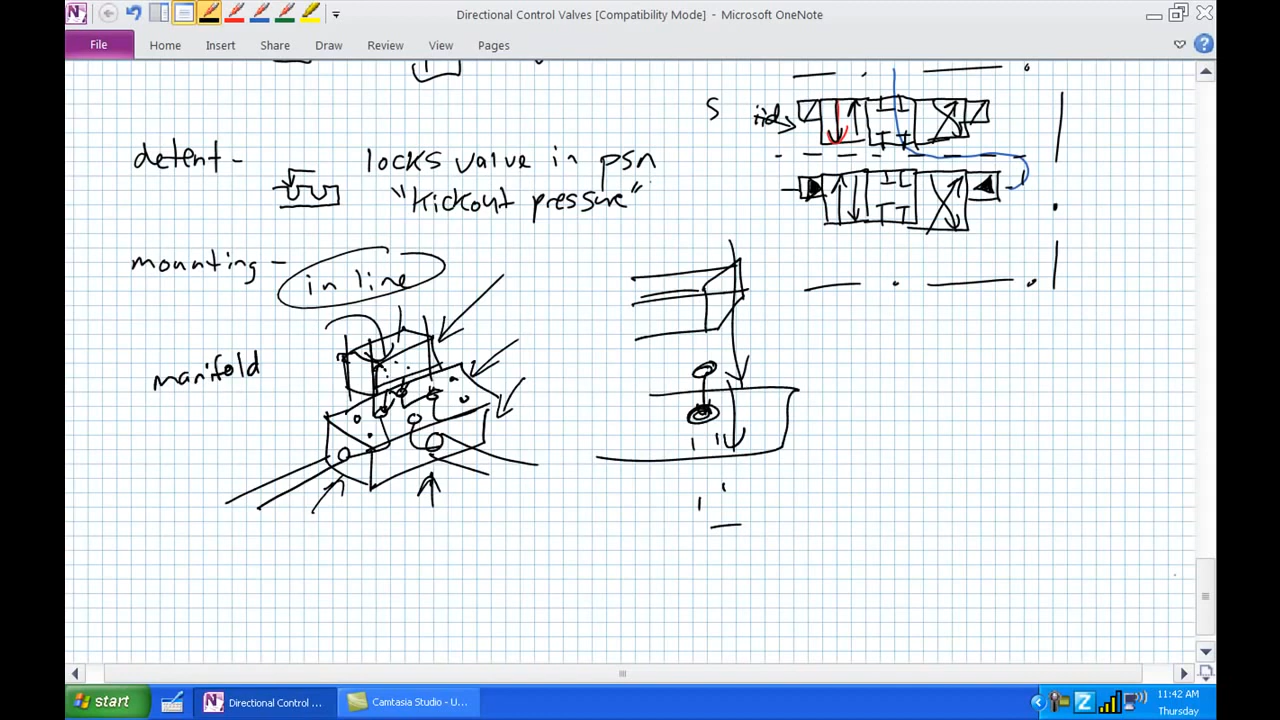 Directional Control Valves [Compatibility Mode] - Microsoft OneNote
File Home Insert Share Draw Review View Pages
S
detent - locks valve in psn
"Kickout pressure"
mounting - in line
manifold
start
Directional Control ...
Camtasia Studio - U...
11:42 AM
Thursday